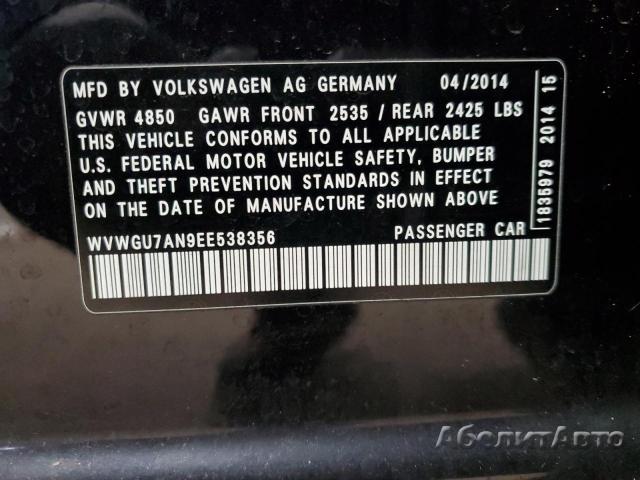 MFD BY VOLKSWAGEN AG GERMANY 04/2014
GVWR 4850 GAWR FRONT 2535 / REAR 2425 LBS
THIS VEHICLE CONFORMS TO ALL APPLICABLE
U.S. FEDERAL MOTOR VEHICLE SAFETY, BUMPER
AND THEFT PREVENTION STANDARDS IN EFFECT
ON THE DATE OF MANUFACTURE SHOWN ABOVE
WVWGU7AN9EE538356 PASSENGER CAR
1836979 2014 15
АболитАвто